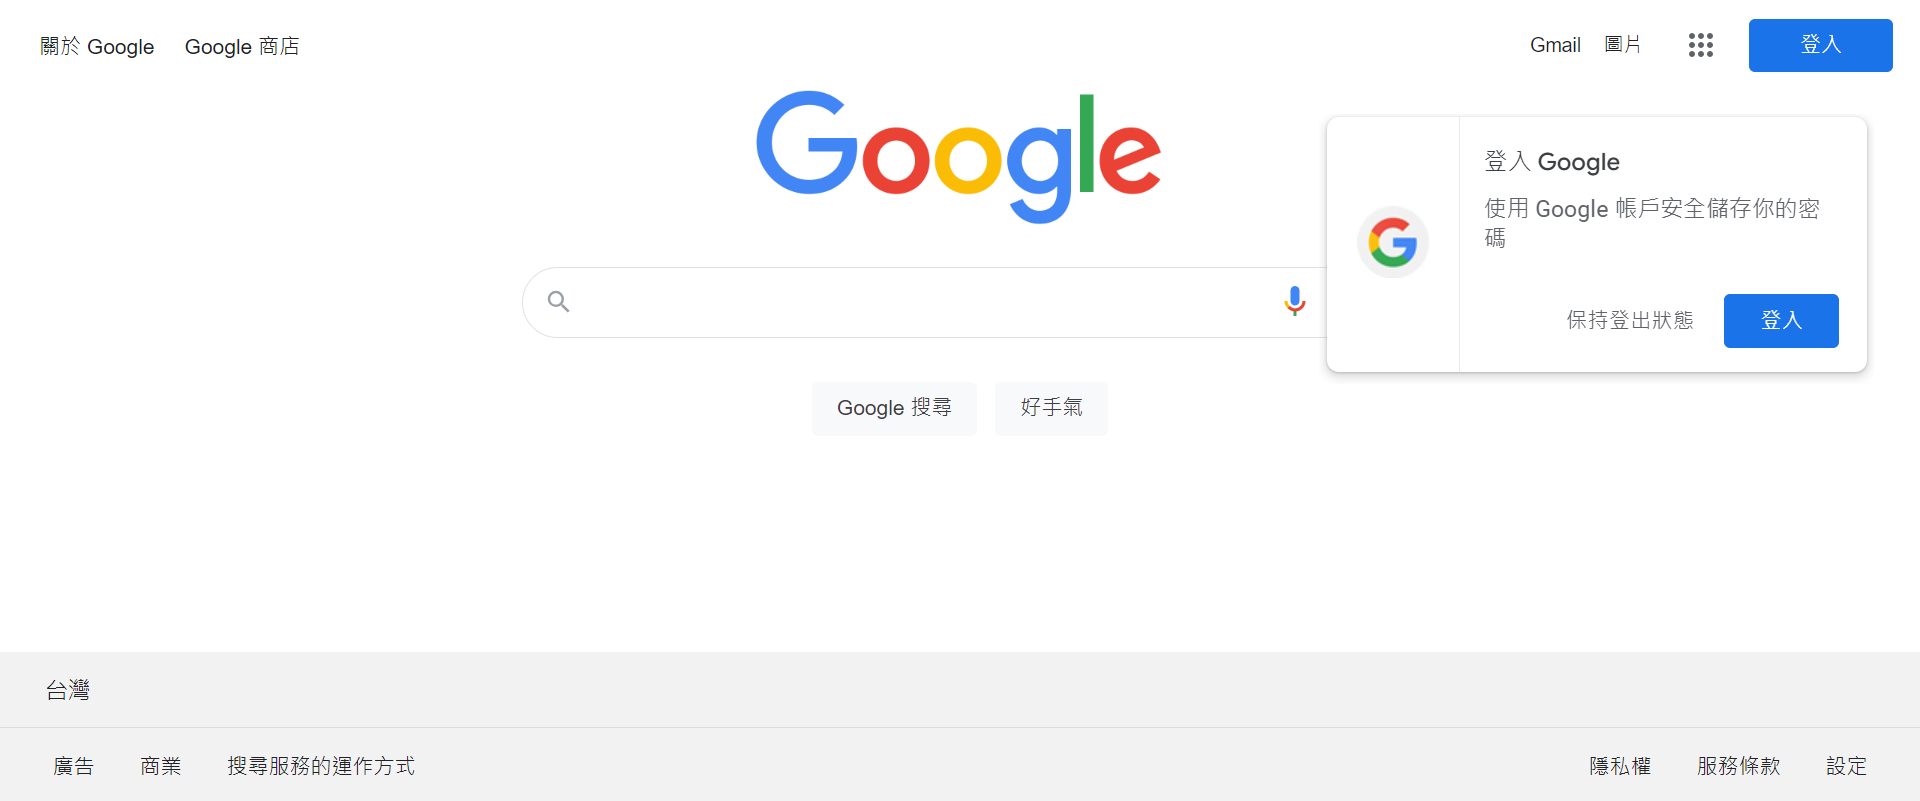 關於 Google
Google 商店
Gmail
圖片
登入
Google
登入 Google
使用 Google 帳戶安全儲存你的密
碼
保持登出狀態
登入
Google 搜尋
好手氣
台灣
廣告
商業
搜尋服務的運作方式
隱私權
服務條款
設定